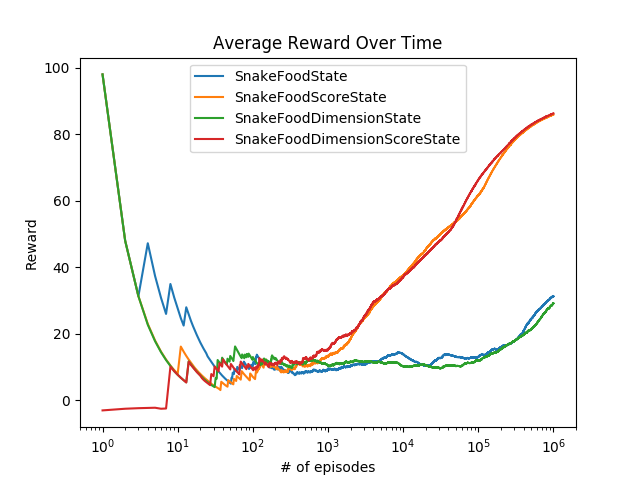 Average Reward Over Time
SnakeFoodState
SnakeFoodScoreState
SnakeFoodDimensionState
SnakeFoodDimensionScoreState
Reward
100
80
60
40
20
0
10^0 10^1 10^2 10^3 10^4 10^5 10^6
# of episodes